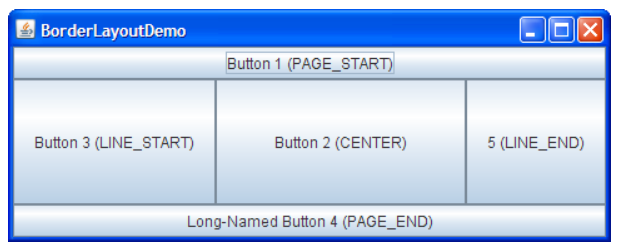 BorderLayoutDemo
Button 1 (PAGE_START)
Button 3 (LINE_START) Button 2 (CENTER) 5 (LINE_END)
Long-Named Button 4 (PAGE_END)